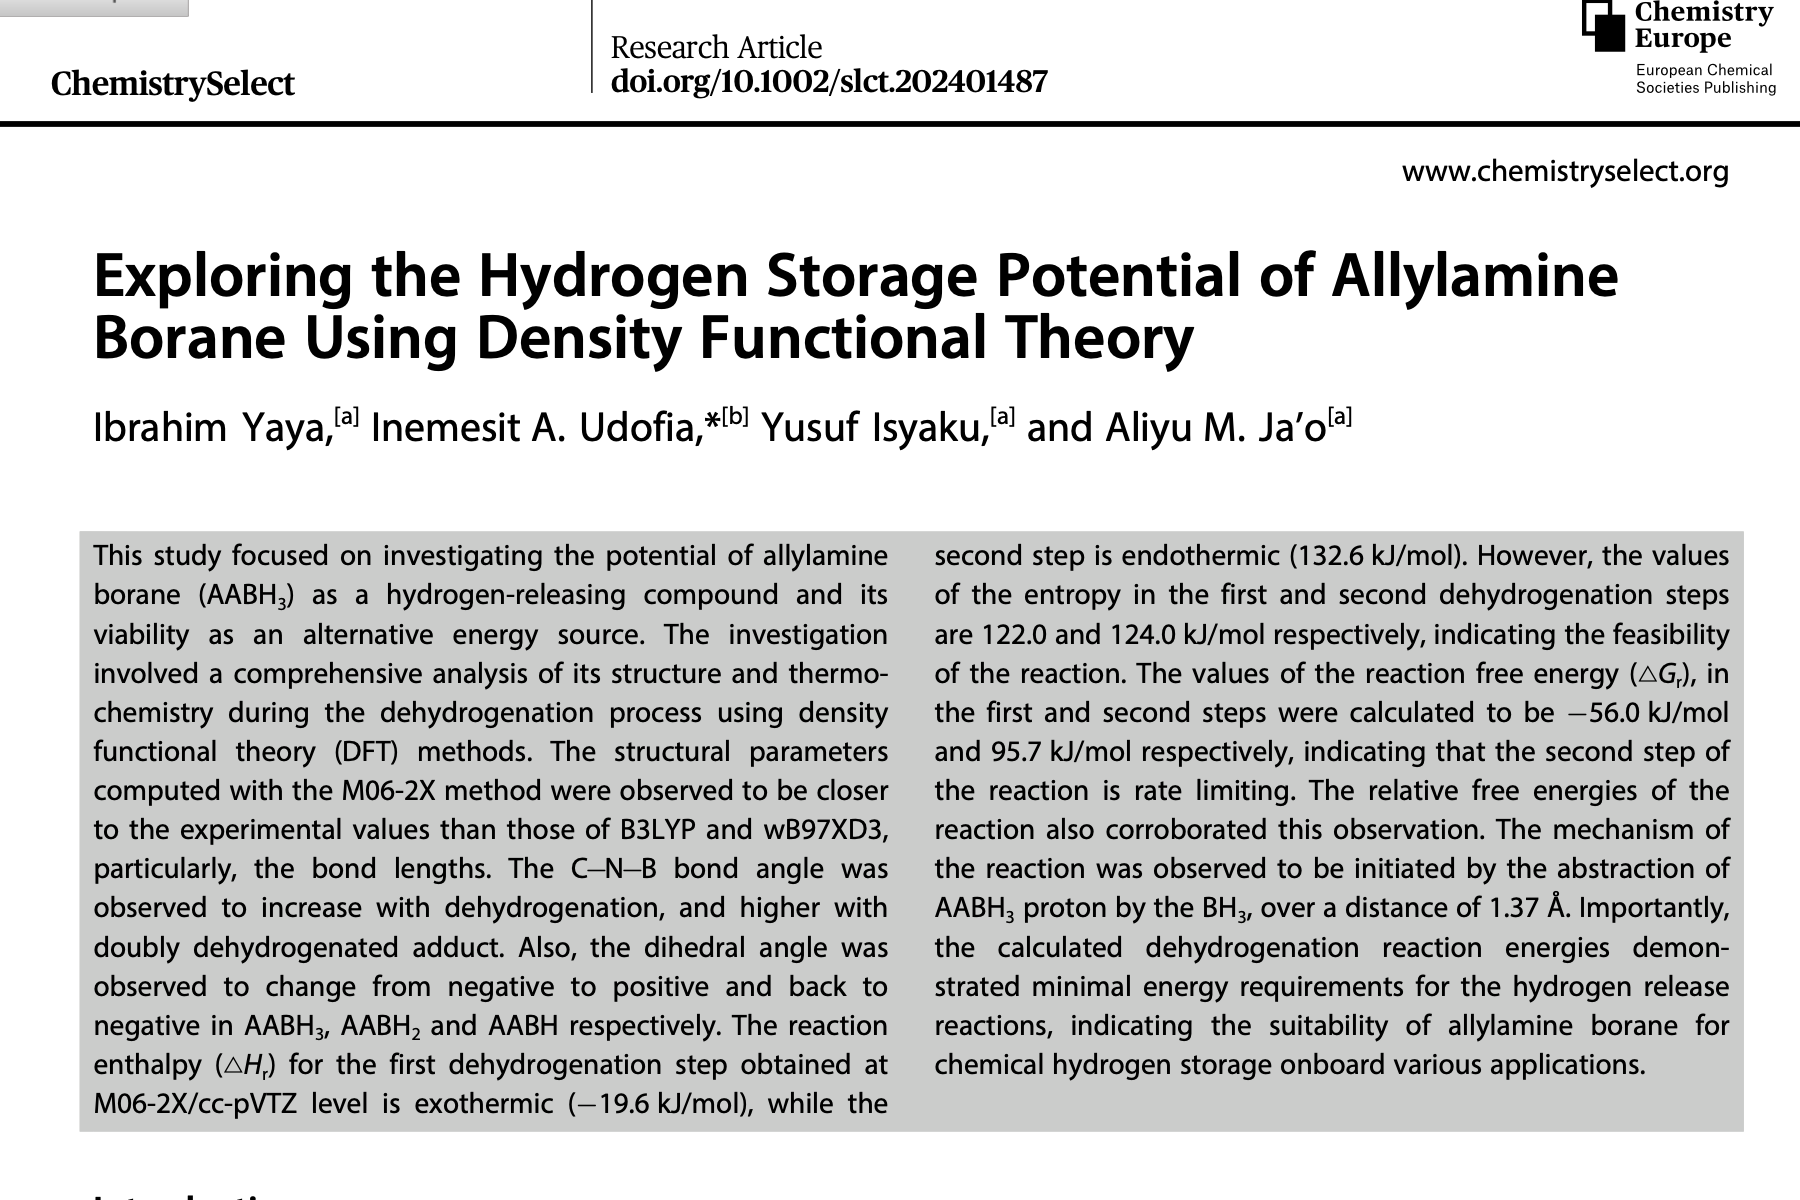 ChemistrySelect
Research Article
doi.org/10.1002/slct.202401487
Chemistry
Europe
European Chemical
Societies Publishing
www.chemistryselect.org
Exploring the Hydrogen Storage Potential of Allylamine
Borane Using Density Functional Theory
Ibrahim Yaya,[a] Inemesit A. Udofia,*[b] Yusuf Isyaku,[a] and Aliyu M. Ja’o[a]
This study focused on investigating the potential of allylamine
borane (AABH₃) as a hydrogen-releasing compound and its
viability as an alternative energy source. The investigation
involved a comprehensive analysis of its structure and thermo-
chemistry during the dehydrogenation process using density
functional theory (DFT) methods. The structural parameters
computed with the M06-2X method were observed to be closer
to the experimental values than those of B3LYP and wB97XD3,
particularly, the bond lengths. The C–N–B bond angle was
observed to increase with dehydrogenation, and higher with
doubly dehydrogenated adduct. Also, the dihedral angle was
observed to change from negative to positive and back to
negative in AABH₃, AABH₂ and AABH respectively. The reaction
enthalpy (△Hᵣ) for the first dehydrogenation step obtained at
M06-2X/cc-pVTZ level is exothermic (−19.6 kJ/mol), while the
second step is endothermic (132.6 kJ/mol). However, the values
of the entropy in the first and second dehydrogenation steps
are 122.0 and 124.0 kJ/mol respectively, indicating the feasibility
of the reaction. The values of the reaction free energy (△Gᵣ), in
the first and second steps were calculated to be −56.0 kJ/mol
and 95.7 kJ/mol respectively, indicating that the second step of
the reaction is rate limiting. The relative free energies of the
reaction also corroborated this observation. The mechanism of
the reaction was observed to be initiated by the abstraction of
AABH₃ proton by the BH₃, over a distance of 1.37 Å. Importantly,
the calculated dehydrogenation reaction energies demon-
strated minimal energy requirements for the hydrogen release
reactions, indicating the suitability of allylamine borane for
chemical hydrogen storage onboard various applications.